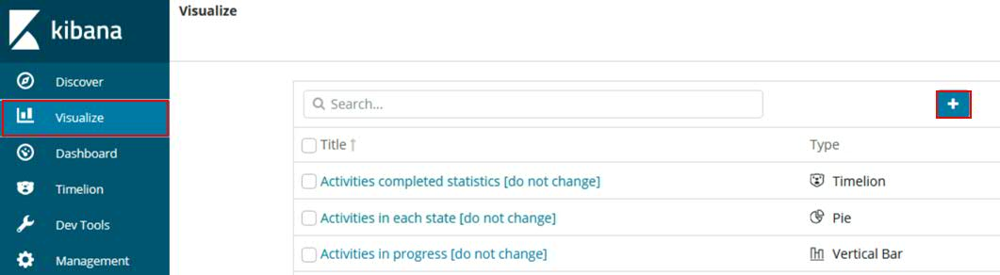 kibana
Discover
Visualize
Dashboard
Timelion
Dev Tools
Management
Visualize
Search...
+
Title ↑ Type
Activities completed statistics [do not change] Timelion
Activities in each state [do not change] Pie
Activities in progress [do not change] Vertical Bar